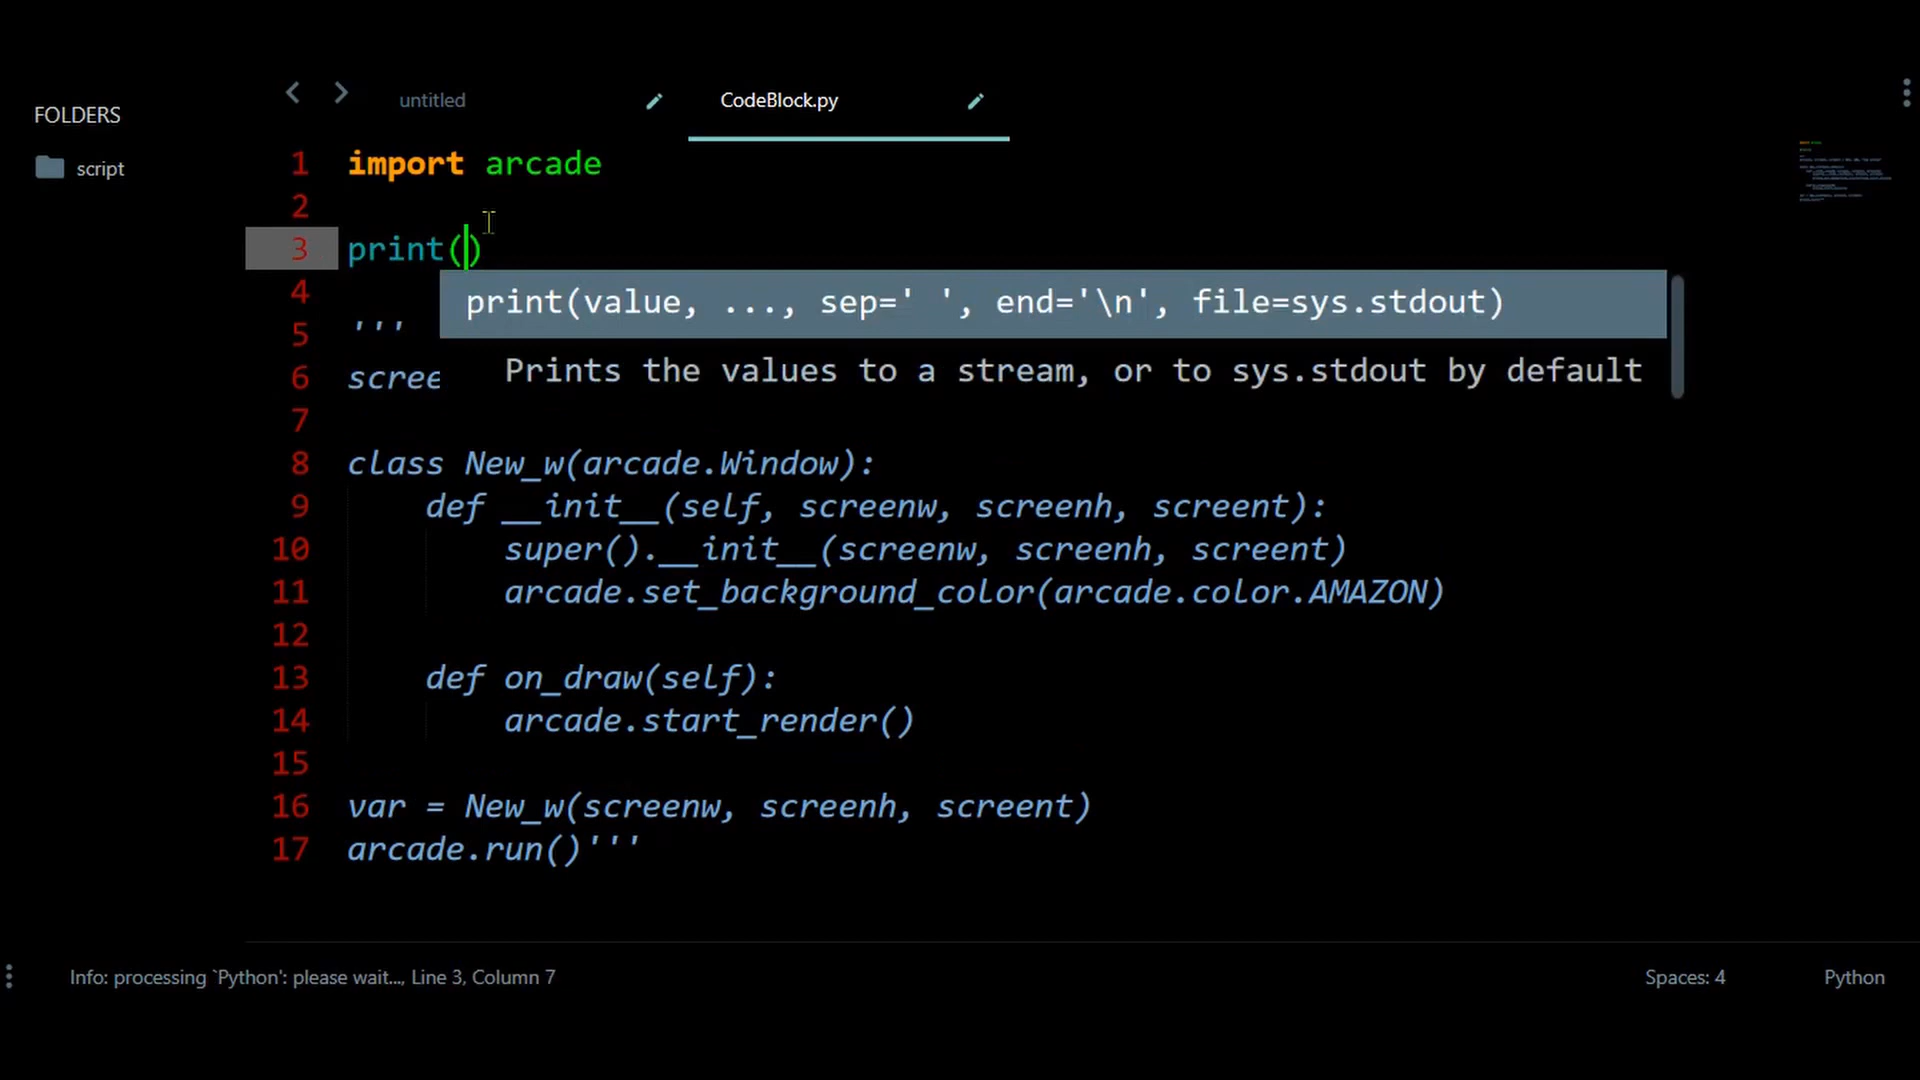 FOLDERS
script
untitled
CodeBlock.py
1 import arcade
2
3 print()
print(value, ..., sep=' ', end='\n', file=sys.stdout)
Prints the values to a stream, or to sys.stdout by default
4
5 '''
6 scree
7
8 class New_w(arcade.Window):
9 def __init__(self, screenw, screenh, screent):
10 super().__init__(screenw, screenh, screent)
11 arcade.set_background_color(arcade.color.AMAZON)
12
13 def on_draw(self):
14 arcade.start_render()
15
16 var = New_w(screenw, screenh, screent)
17 arcade.run()'''
Info: processing `Python': please wait..., Line 3, Column 7
Spaces: 4
Python